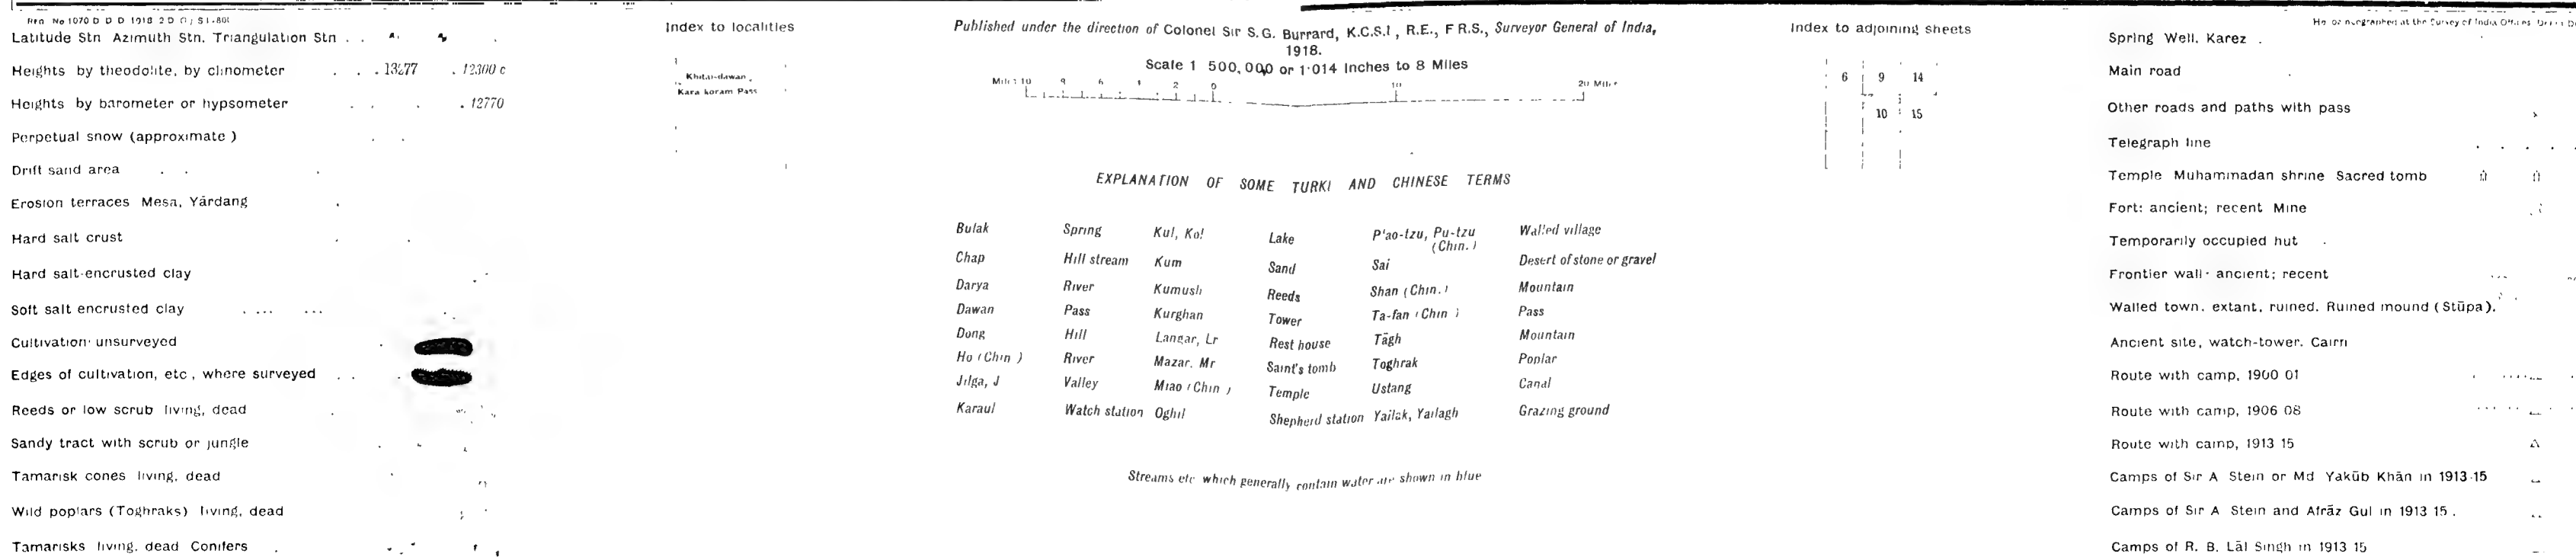 Latitude Stn Azimuth Stn. Triangulation Stn
Heights by theodolite, by clinometer 13277 12300 c
Heights by barometer or hypsometer 12770
Perpetual snow (approximate)
Drift sand area
Erosion terraces Mesa, Yārdang
Hard salt crust
Hard salt-encrusted clay
Soft salt encrusted clay
Cultivation unsurveyed
Edges of cultivation, etc, where surveyed
Reeds or low scrub living, dead
Sandy tract with scrub or jungle
Tamarisk cones living, dead
Wild poplars (Toghraks) living, dead
Tamarisks living, dead Conifers
Index to localities
Khitai-dawan
Kara koram Pass
Published under the direction of Colonel Sir S.G. Burrard, K.C.S.I, R.E., F R.S., Surveyor General of India,
1918.
Scale 1 500,000 or 1·014 Inches to 8 Miles
Miles 10 2 0 10 20 Miles
EXPLANATION OF SOME TURKI AND CHINESE TERMS
Bulak Spring Kul, Kol Lake P'ao-tzu, Pu-tzu (Chin.) Walled village
Chap Hill stream Kum Sand Sai Desert of stone or gravel
Darya River Kumush Reeds Shan (Chin.) Mountain
Dawan Pass Kurghan Tower Ta-fan (Chin) Pass
Dong Hill Langar, Lr Rest house Tāgh Mountain
Ho (Chin) River Mazar. Mr Saint's tomb Toghrak Poplar
Jilga, J Valley Miao (Chin) Temple Ustang Canal
Karaul Watch station Oghil Shepherd station Yailak, Yailagh Grazing ground
Streams etc which generally contain water are shown in blue
Index to adjoining sheets
6 9 14
10 15
Spring Well, Karez
Main road
Other roads and paths with pass
Telegraph line
Temple Muhammadan shrine Sacred tomb
Fort: ancient; recent Mine
Temporarily occupied hut
Frontier wall· ancient; recent
Walled town, extant, ruined. Ruined mound (Stūpa).
Ancient site, watch-tower. Cairn
Route with camp, 1900 01
Route with camp, 1906 08
Route with camp, 1913 15
Camps of Sir A Stein or Md Yakūb Khān in 1913-15
Camps of Sir A Stein and Afrāz Gul in 1913 15.
Camps of R. B. Lāl Singh in 1913 15